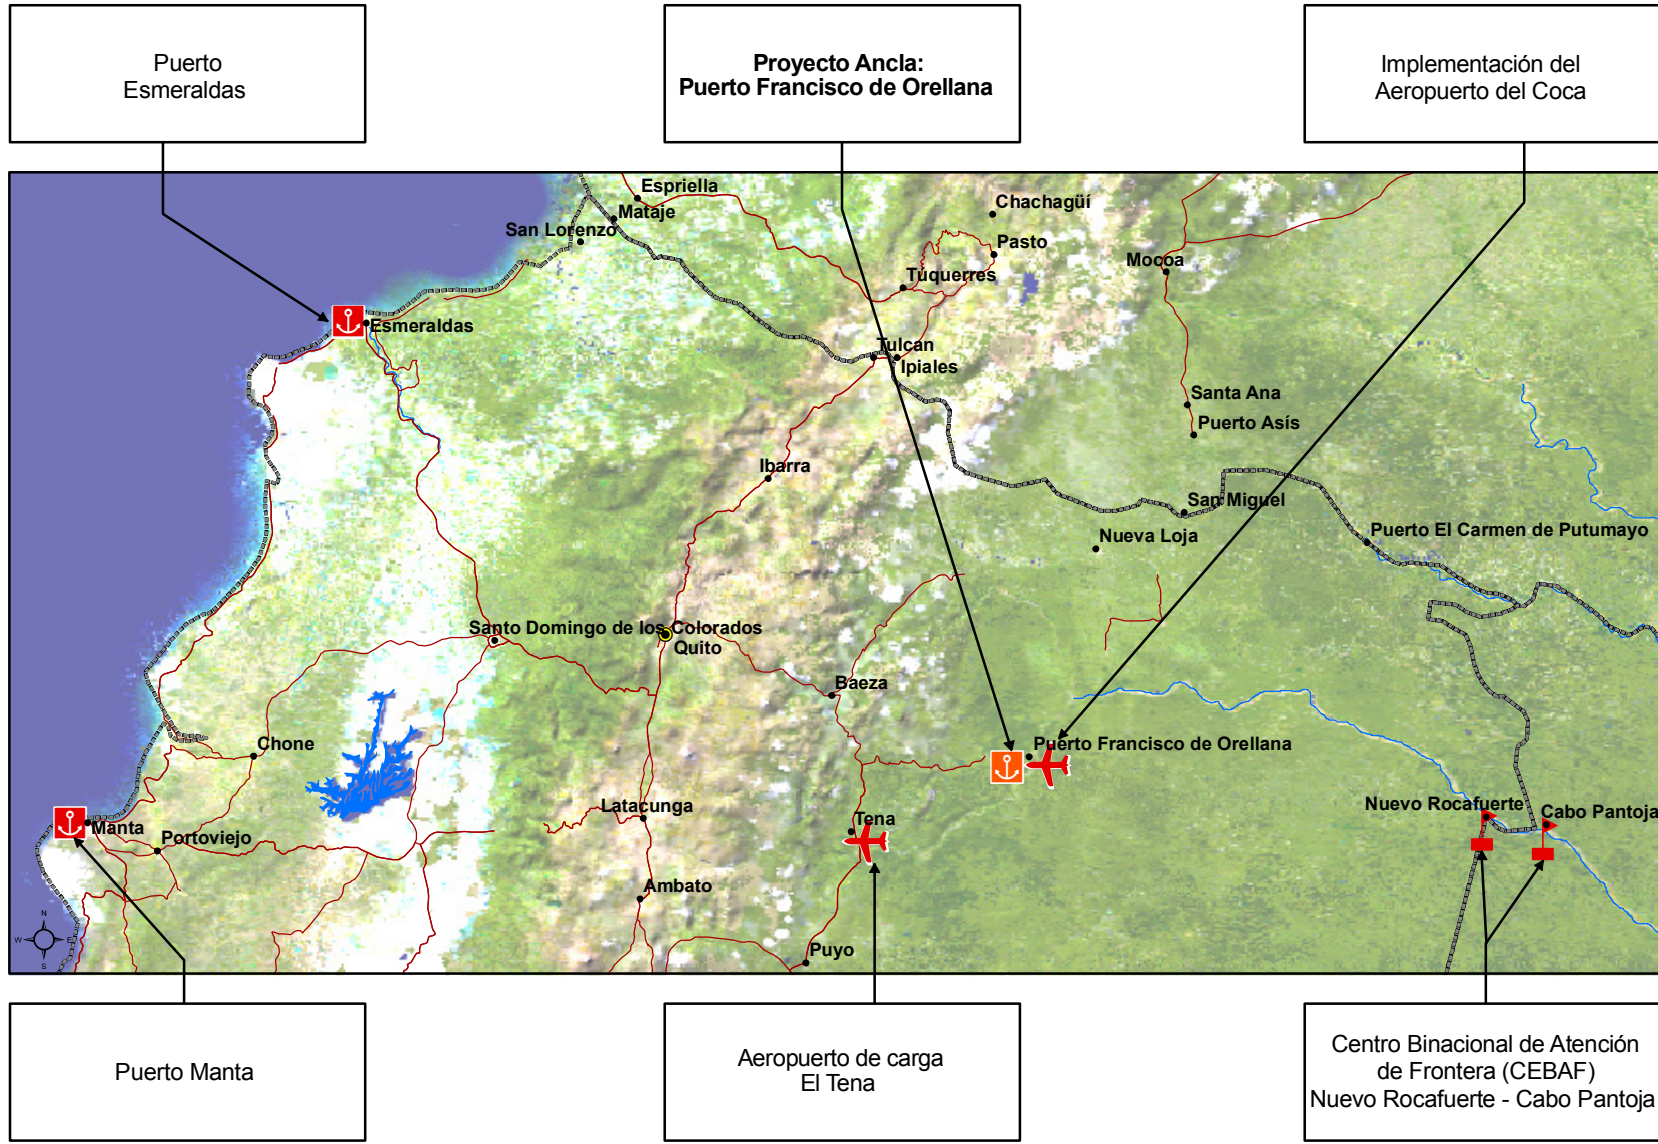 Puerto
Esmeraldas
Proyecto Ancla:
Puerto Francisco de Orellana
Implementación del
Aeropuerto del Coca
Espriella
Mataje
San Lorenzo
Chachagüí
Pasto
Mocoa
Tuquerres
Esmeraldas
Tulcan
Ipiales
Santa Ana
Puerto Asís
Ibarra
San Miguel
Puerto El Carmen de Putumayo
Nueva Loja
Santo Domingo de los Colorados
Quito
Baeza
Chone
Puerto Francisco de Orellana
Latacunga
Nuevo Rocafuerte
Cabo Pantoja
Manta
Tena
Portoviejo
Ambato
Puyo
N
W
E
S
Puerto Manta
Aeropuerto de carga
El Tena
Centro Binacional de Atención
de Frontera (CEBAF)
Nuevo Rocafuerte - Cabo Pantoja